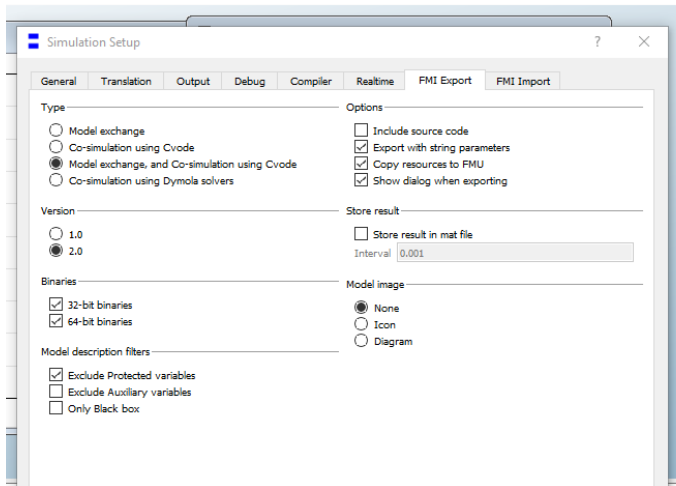 Simulation Setup
General Translation Output Debug Compiler Realtime FMI Export FMI Import
Type
Model exchange
Co-simulation using Cvode
Model exchange, and Co-simulation using Cvode
Co-simulation using Dymola solvers
Version
1.0
2.0
Binaries
32-bit binaries
64-bit binaries
Model description filters
Exclude Protected variables
Exclude Auxiliary variables
Only Black box
Options
Include source code
Export with string parameters
Copy resources to FMU
Show dialog when exporting
Store result
Store result in mat file
Interval 0.001
Model image
None
Icon
Diagram